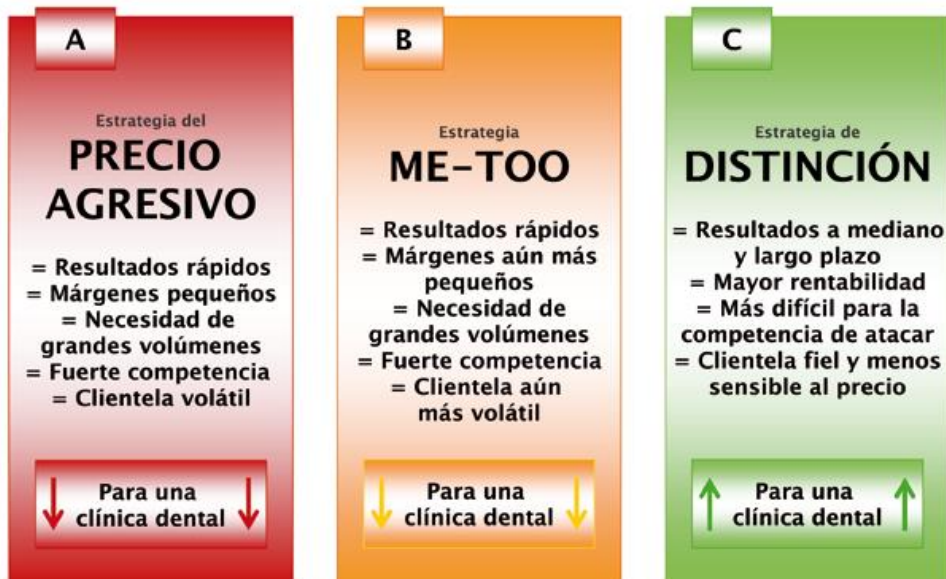 A
Estrategia del
PRECIO
AGRESIVO
= Resultados rápidos
= Márgenes pequeños
= Necesidad de
grandes volúmenes
= Fuerte competencia
= Clientela volátil
Para una
clínica dental
B
Estrategia
ME-TOO
= Resultados rápidos
= Márgenes aún más
pequeños
= Necesidad de
grandes volúmenes
= Fuerte competencia
= Clientela aún
más volátil
Para una
clínica dental
C
Estrategia de
DISTINCIÓN
= Resultados a mediano
y largo plazo
= Mayor rentabilidad
= Más difícil para la
competencia de atacar
= Clientela fiel y menos
sensible al precio
Para una
clínica dental